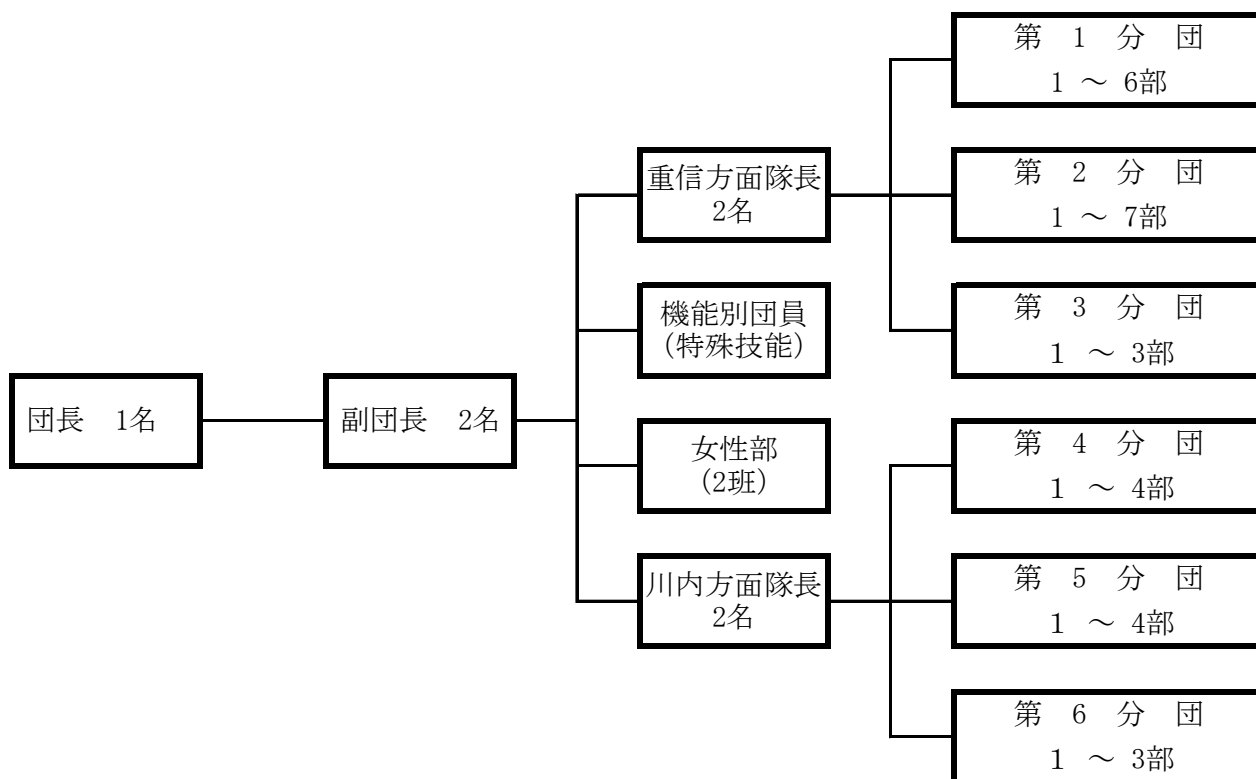 団長　1名
副団長　2名
重信方面隊長
2名
機能別団員
（特殊技能）
女性部
（2班）
川内方面隊長
2名
第　1　分　団
1 ～ 6部
第　2　分　団
1 ～ 7部
第　3　分　団
1 ～ 3部
第　4　分　団
1 ～ 4部
第　5　分　団
1 ～ 4部
第　6　分　団
1 ～ 3部